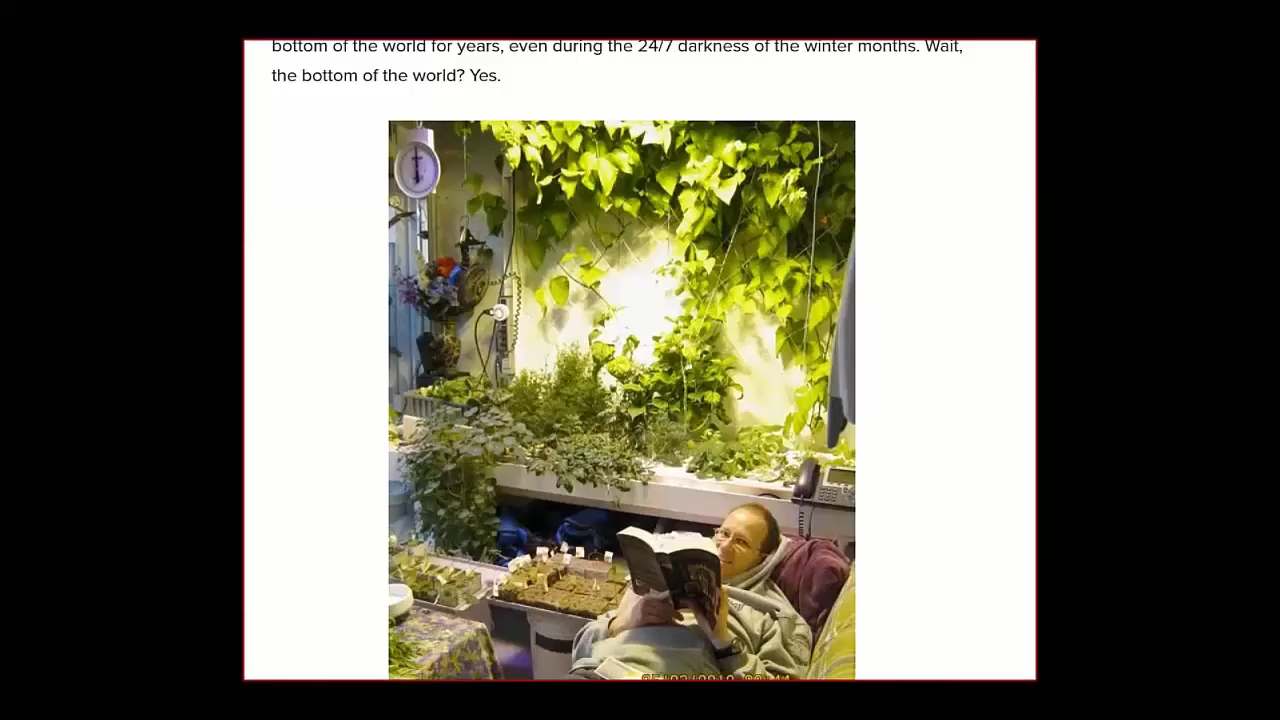 bottom of the world for years, even during the 24/7 darkness of the winter months. Wait,
the bottom of the world? Yes.